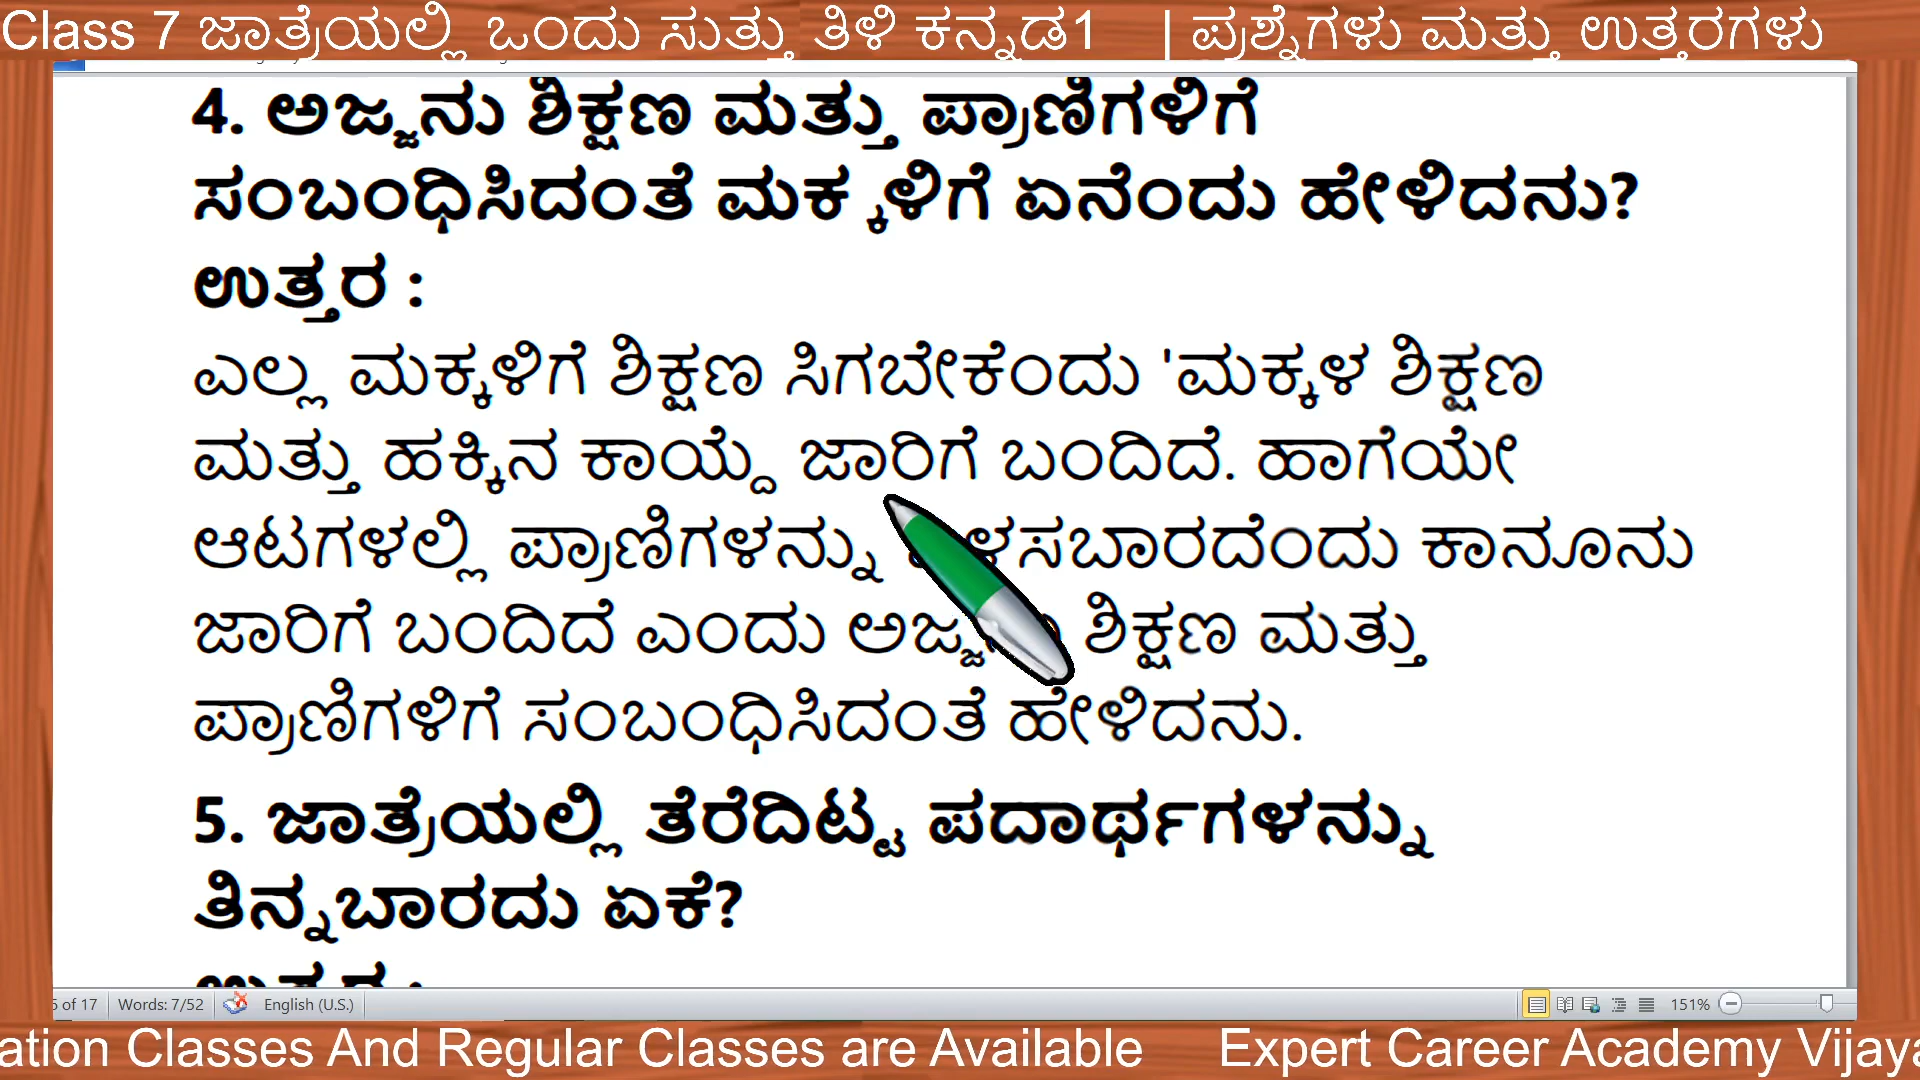 Class 7 ಜಾತ್ರೆಯಲ್ಲಿ ಒಂದು ಸುತ್ತು ತಿಳಿ ಕನ್ನಡ1 | ಪ್ರಶ್ನೆಗಳು ಮತ್ತು ಉತ್ತರಗಳು
4. ಅಜ್ಜನು ಶಿಕ್ಷಣ ಮತ್ತು ಪ್ರಾಣಿಗಳಿಗೆ
ಸಂಬಂಧಿಸಿದಂತೆ ಮಕ್ಕಳಿಗೆ ಏನೆಂದು ಹೇಳಿದನು?
ಉತ್ತರ :
ಎಲ್ಲ ಮಕ್ಕಳಿಗೆ ಶಿಕ್ಷಣ ಸಿಗಬೇಕೆಂದು 'ಮಕ್ಕಳ ಶಿಕ್ಷಣ
ಮತ್ತು ಹಕ್ಕಿನ ಕಾಯ್ದೆ ಜಾರಿಗೆ ಬಂದಿದೆ. ಹಾಗೆಯೇ
ಆಟಗಳಲ್ಲಿ ಪ್ರಾಣಿಗಳನ್ನು ಕಾನೂನು
ಜಾರಿಗೆ ಬಂದಿದೆ ಎಂದು ಶಿಕ್ಷಣ ಮತ್ತು
ಪ್ರಾಣಿಗಳಿಗೆ ಸಂಬಂಧಿಸಿದಂತೆ ಹೇಳಿದನು.
5. ಜಾತ್ರೆಯಲ್ಲಿ ತೆರೆದಿಟ್ಟ ಪದಾರ್ಥಗಳನ್ನು
ತಿನ್ನಬಾರದು ಏಕೆ?
of 17 Words: 7/52 English (U.S.) 151%
ation Classes And Regular Classes are Available Expert Career Academy Vijaya